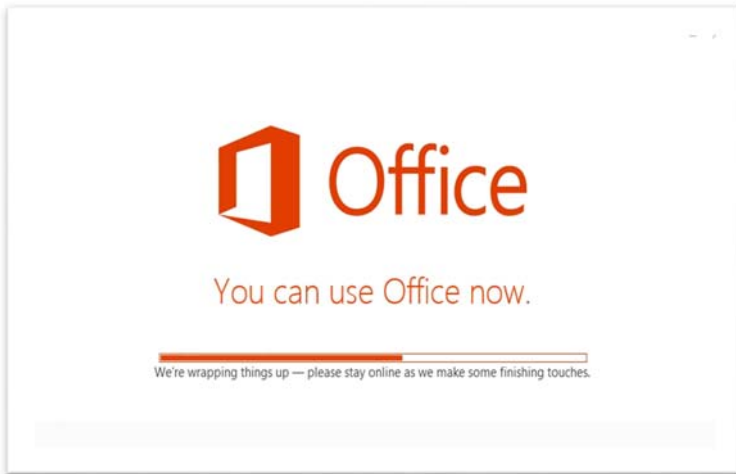 Office
You can use Office now.
We're wrapping things up — please stay online as we make some finishing touches.